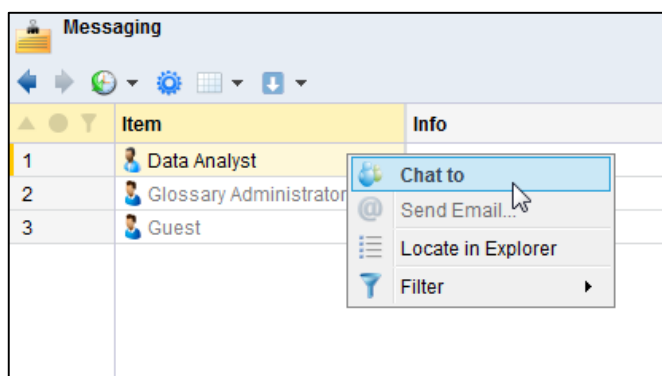 Messaging
Item Info
1 Data Analyst
Chat to
2 Glossary Administrator
Send Email...
3 Guest
Locate in Explorer
Filter